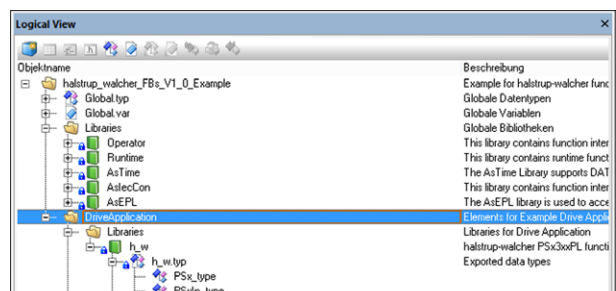 Logical View
Objektname Beschreibung
halstrup_walcher_FBs_V1_0_Example Example for halstrup-walcher func
Global.typ Globale Datentypen
Global.var Globale Variablen
Libraries Globale Bibliotheken
Operator This library contains function inter
Runtime This library contains runtime funct
AsTime The AsTime Library supports DAT
AsIecCon This library contains function inter
AsEPL The AsEPL library is used to acce
DriveApplication Elements for Example Drive Appli
Libraries Libraries for Drive Application
h_w halstrup-walcher PSx3xxPL functi
h_w.typ Exported data types
PSx_type
PSxIn_type